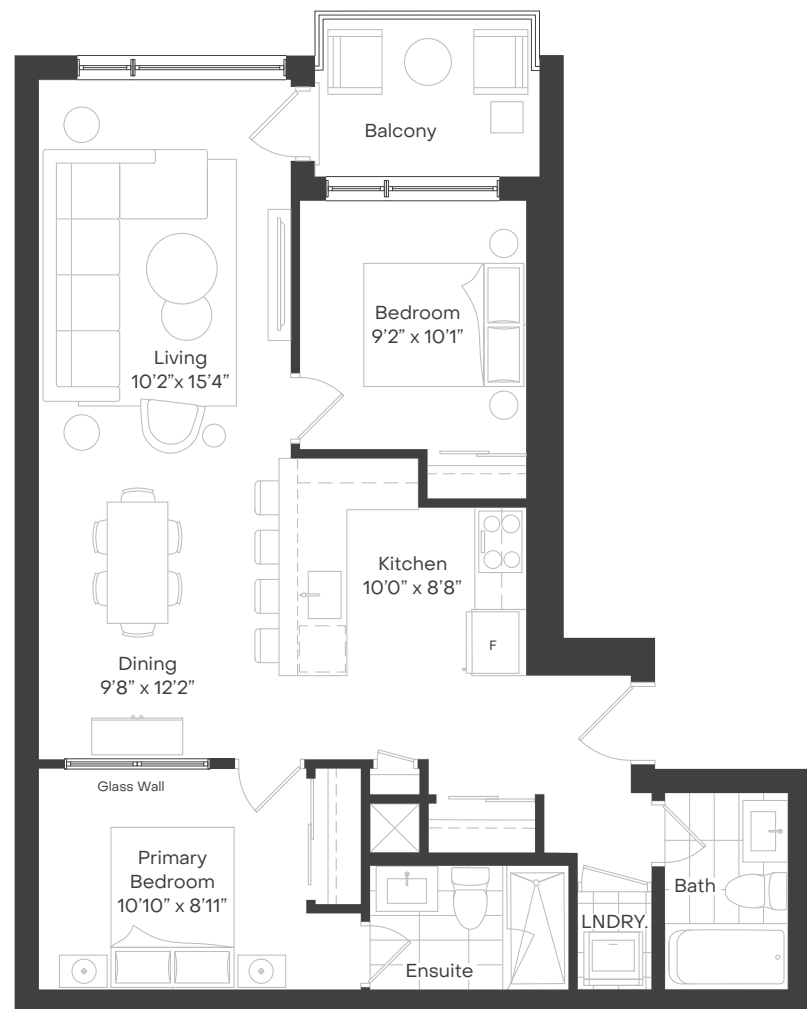 Balcony
Bedroom
9’2” x 10’1”
Living
10’2”x 15’4”
Kitchen
10’0” x 8’8”
F
Dining
9’8” x 12’2”
Glass Wall
Primary
Bedroom
10’10” x 8’11”
Bath
LNDRY.
Ensuite